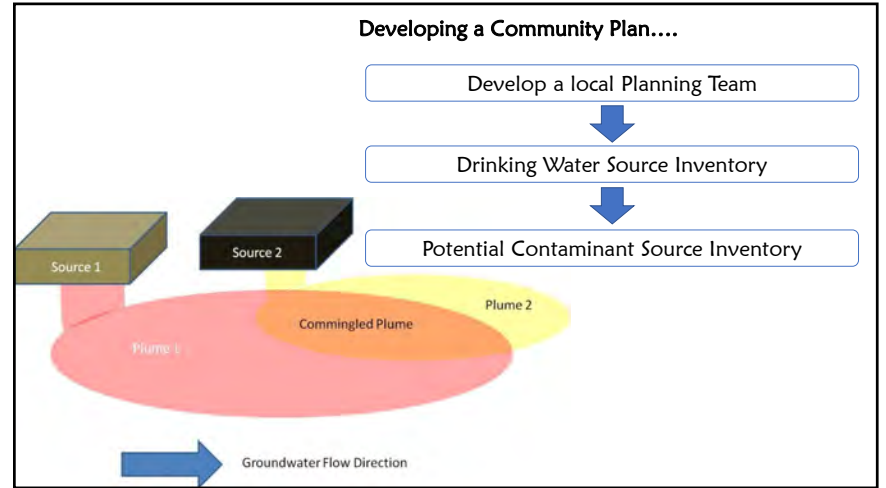 Developing a Community Plan....
Develop a local Planning Team
Drinking Water Source Inventory
Potential Contaminant Source Inventory
Source 1
Source 2
Plume 2
Commingled Plume
Plume 1
Groundwater Flow Direction